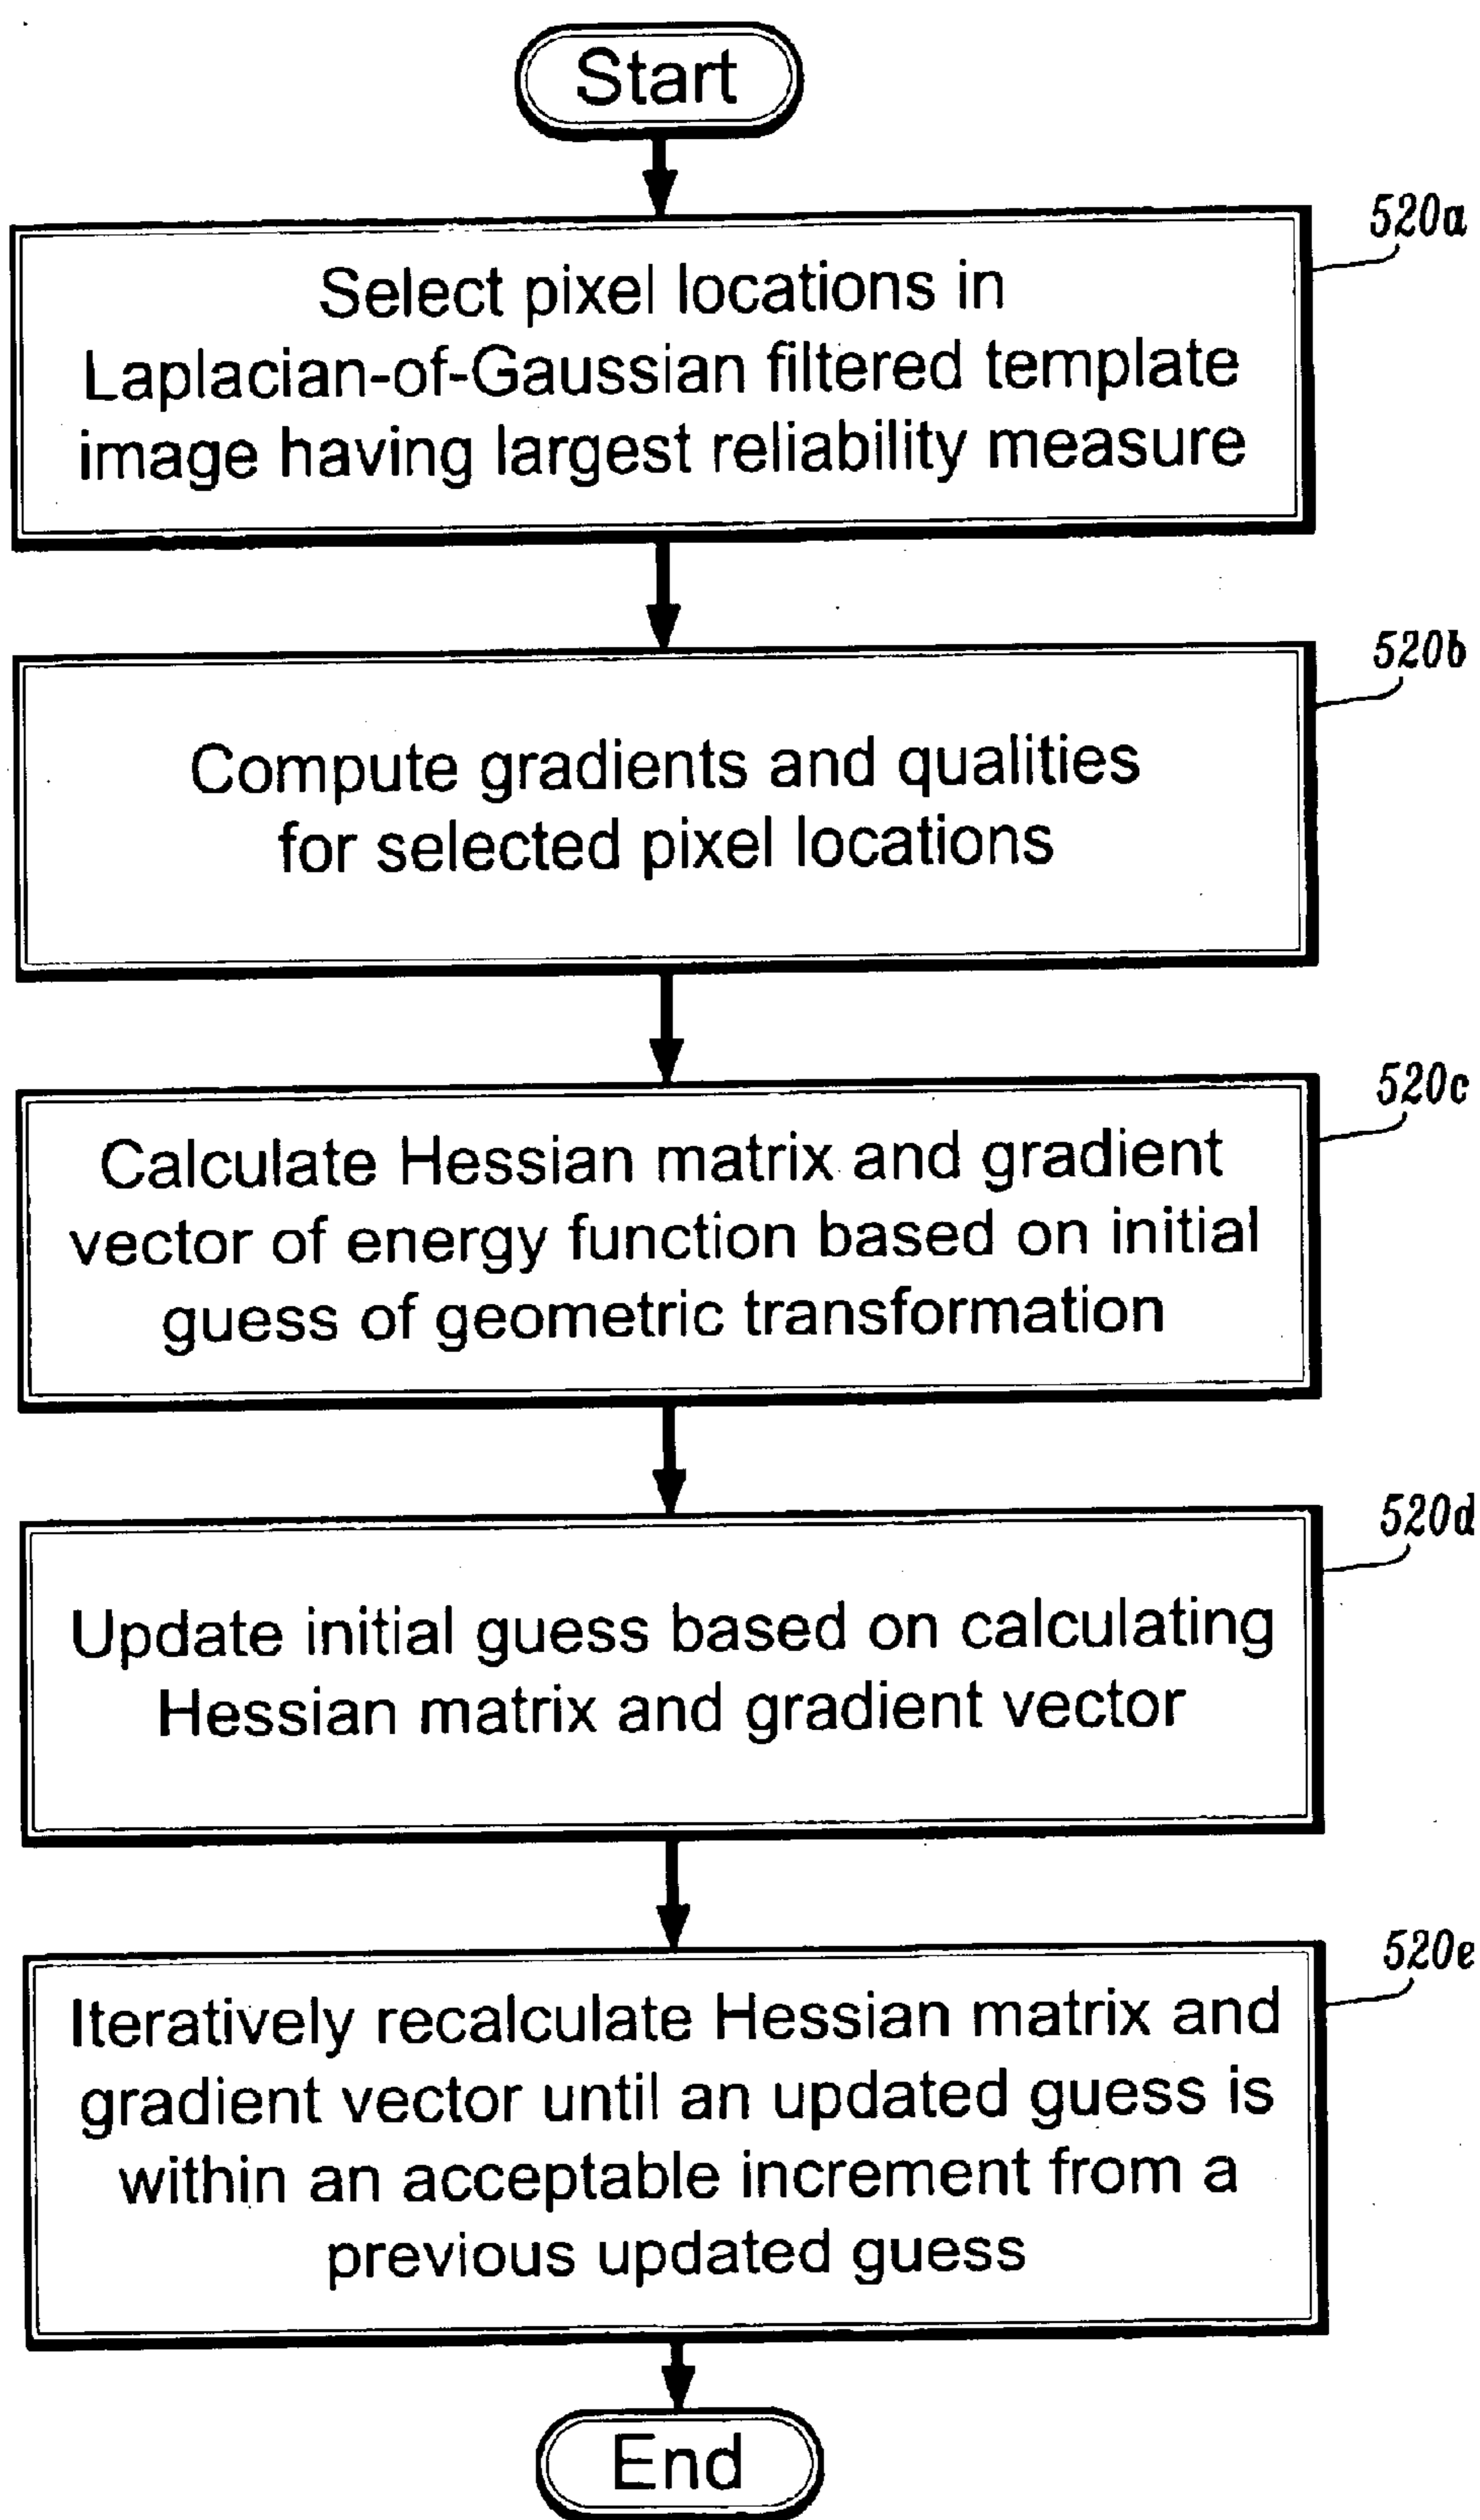 Start
520a
Select pixel locations in
Laplacian-of-Gaussian filtered template
image having largest reliability measure
520b
Compute gradients and qualities
for selected pixel locations
520c
Calculate Hessian matrix and gradient
vector of energy function based on initial
guess of geometric transformation
520d
Update initial guess based on calculating
Hessian matrix and gradient vector
520e
Iteratively recalculate Hessian matrix and
gradient vector until an updated guess is
within an acceptable increment from a
previous updated guess
End